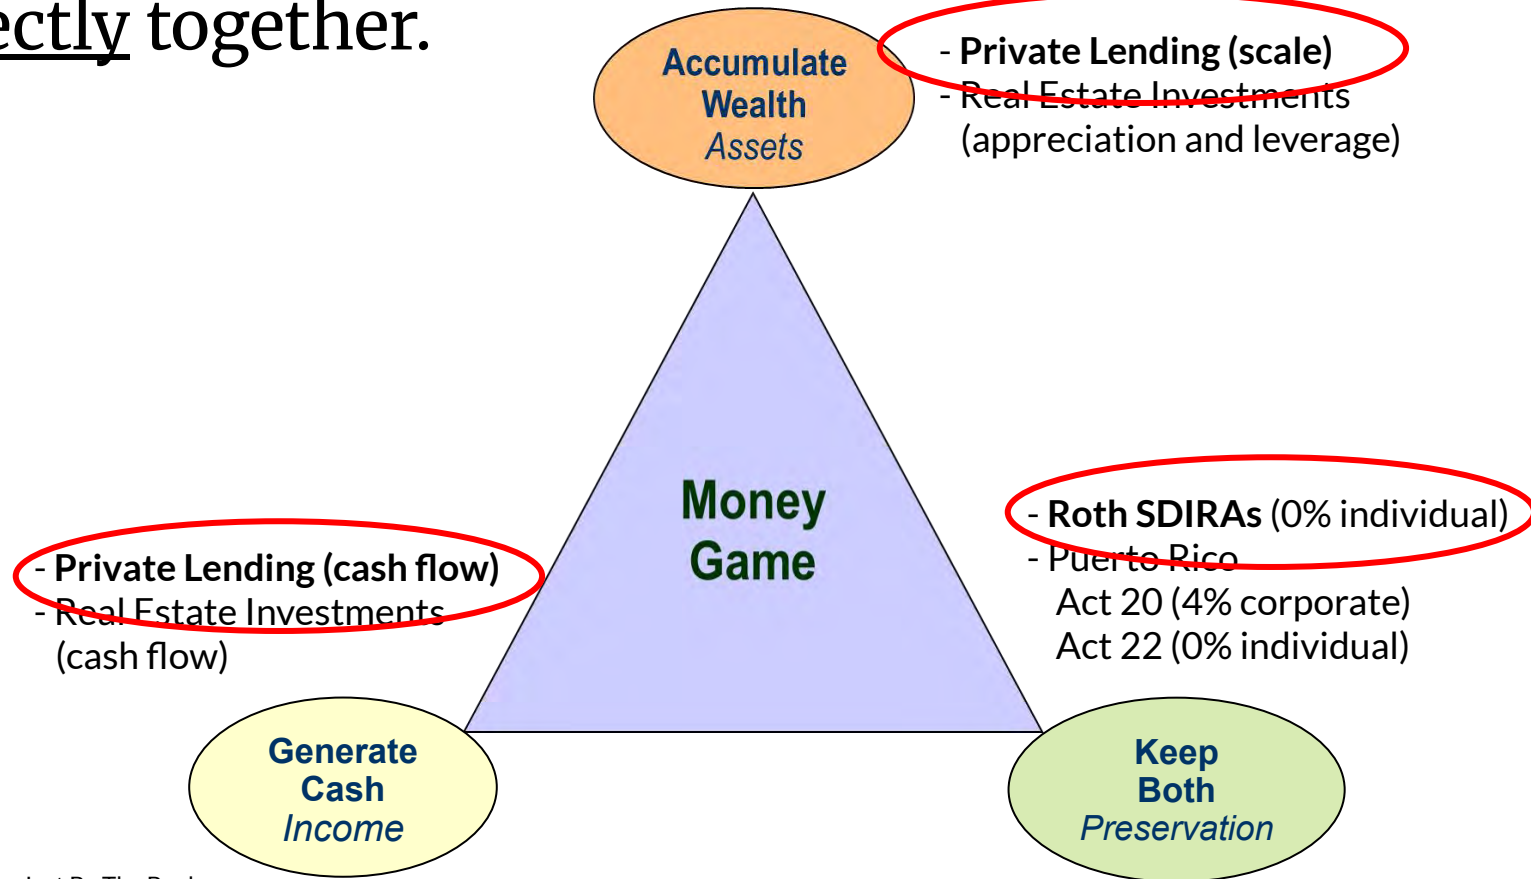 together.
Accumulate
Wealth
Assets
- Private Lending (scale)
- Real Estate Investments
(appreciation and leverage)
Money
Game
- Private Lending (cash flow)
- Real Estate Investments
(cash flow)
- Roth SDIRAs (0% individual)
- Puerto Rico
Act 20 (4% corporate)
Act 22 (0% individual)
Generate
Cash
Income
Keep
Both
Preservation